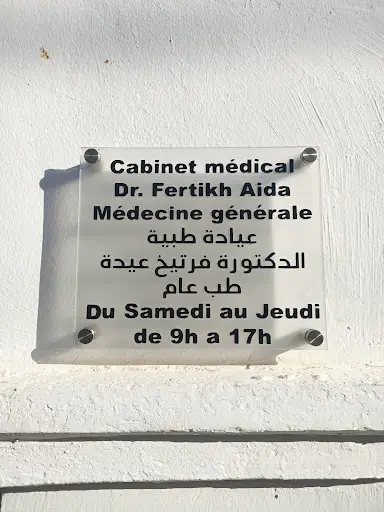 Cabinet médical
Dr. Fertikh Aida
Médecine générale
عيادة طبية
الدكتورة فرتيخ عيدة
طب عام
Du Samedi au Jeudi
de 9h a 17h